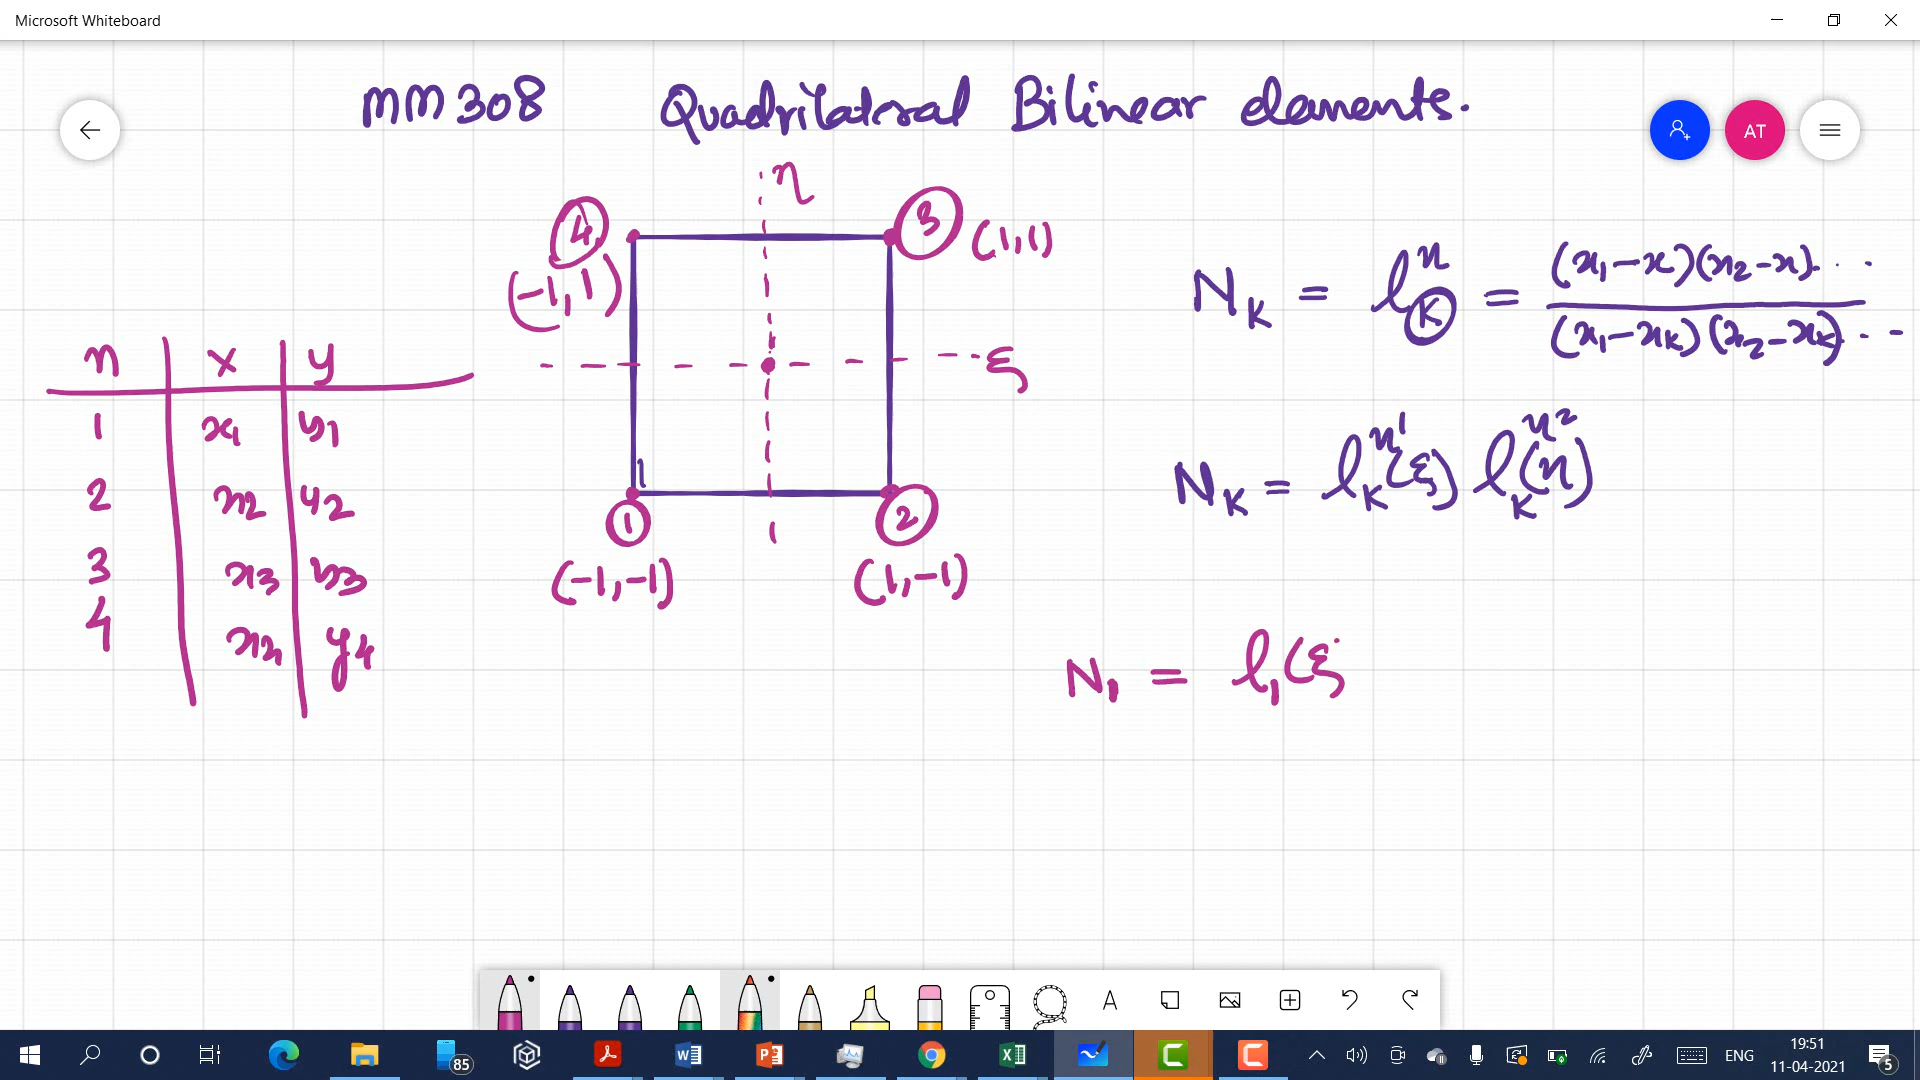 Microsoft Whiteboard
MM308 Quadrilateral Bilinear elements.
AT
η
4
3 (1,1)
(-1,1)
ξ
1
1 2
(-1,-1) (1,-1)
n x y
1 x1 y1
2 x2 y2
3 x3 y3
4 x4 y4
N_K = l_K^n = (x1-x)(x2-x)... / (x1-xK)(x2-xK)...
N_K = l_K^n1(ξ) l_K^n2(η)
N1 = l1(ξ
A
85
ENG
19:51
11-04-2021
5